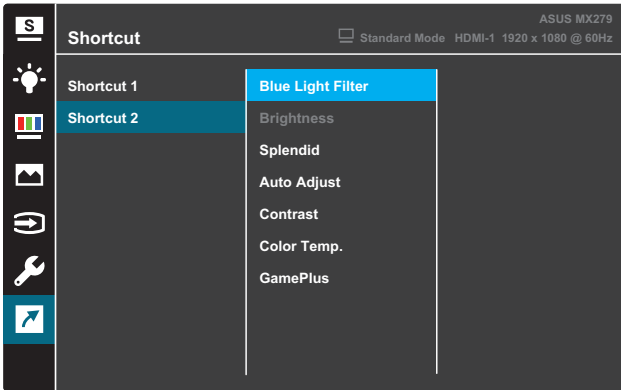 S
ASUS MX279
Shortcut
Standard Mode HDMI-1 1920 x 1080 @ 60Hz
Shortcut 1
Shortcut 2
Blue Light Filter
Brightness
Splendid
Auto Adjust
Contrast
Color Temp.
GamePlus